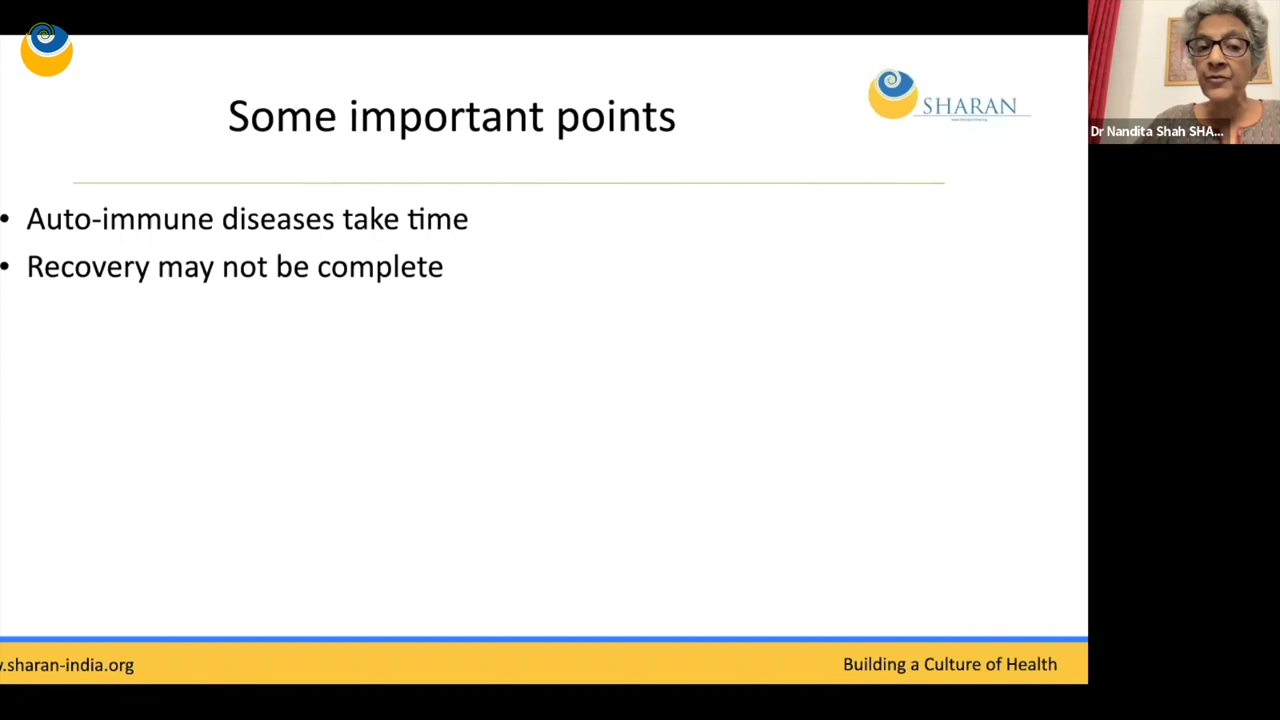 Some important points
SHARAN
Dr Nandita Shah SHA...
• Auto-immune diseases take time
• Recovery may not be complete
.sharan-india.org
Building a Culture of Health